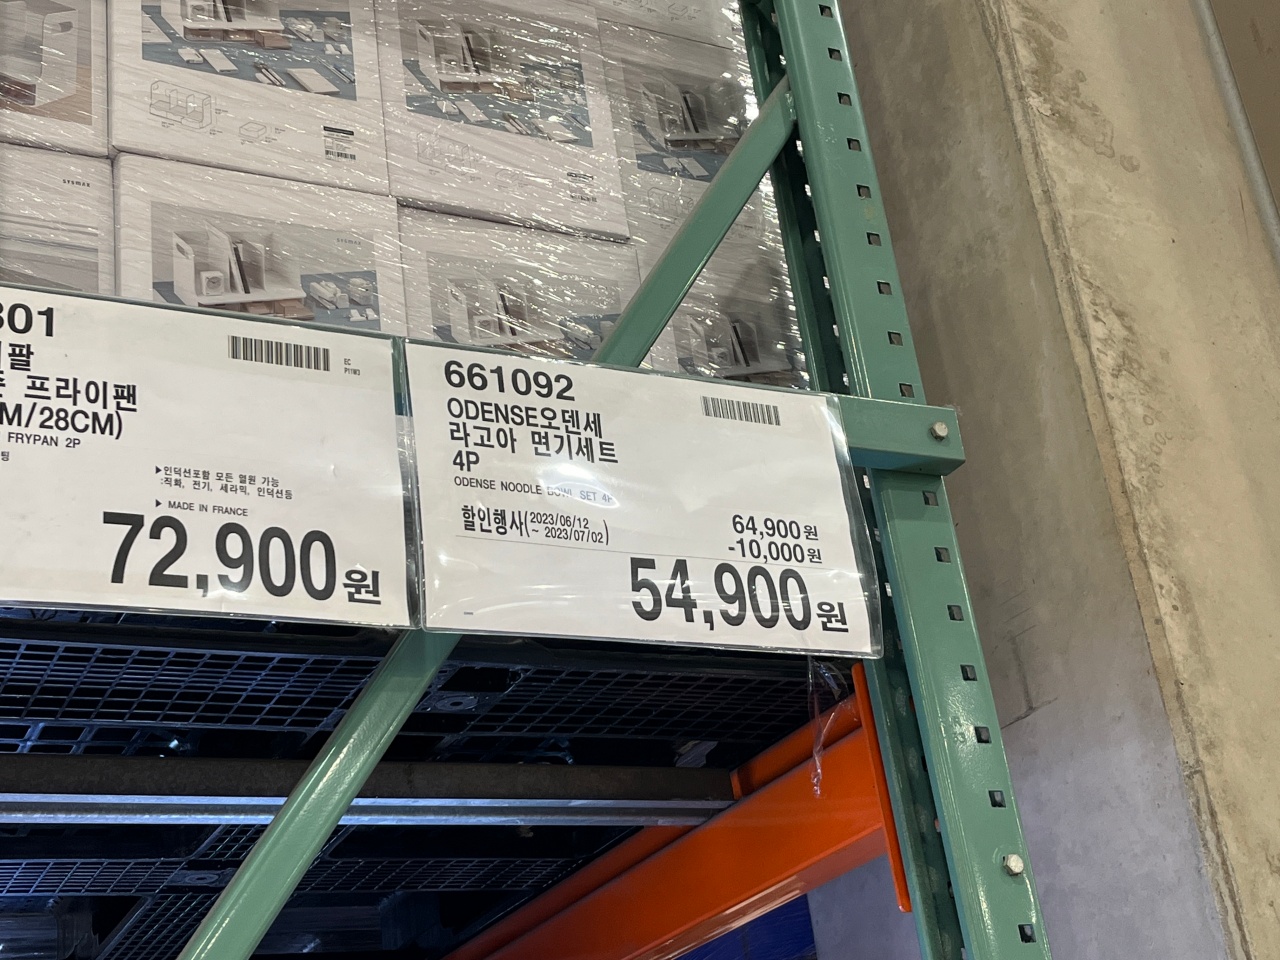 sysmax
sysmax
301
팔
프라이팬
M/28CM)
FRYPAN 2P
팅
EC
P11M3
▶인덕션포함 모든 열원 가능
:직화, 전기, 세라믹, 인덕션등
▶ MADE IN FRANCE
72,900원
661092
ODENSE오덴세
라고아 면기세트
4P
ODENSE NOODLE BOWL SET 4P
할인행사(2023/06/12
~ 2023/07/02)
64,900원
-10,000원
54,900원